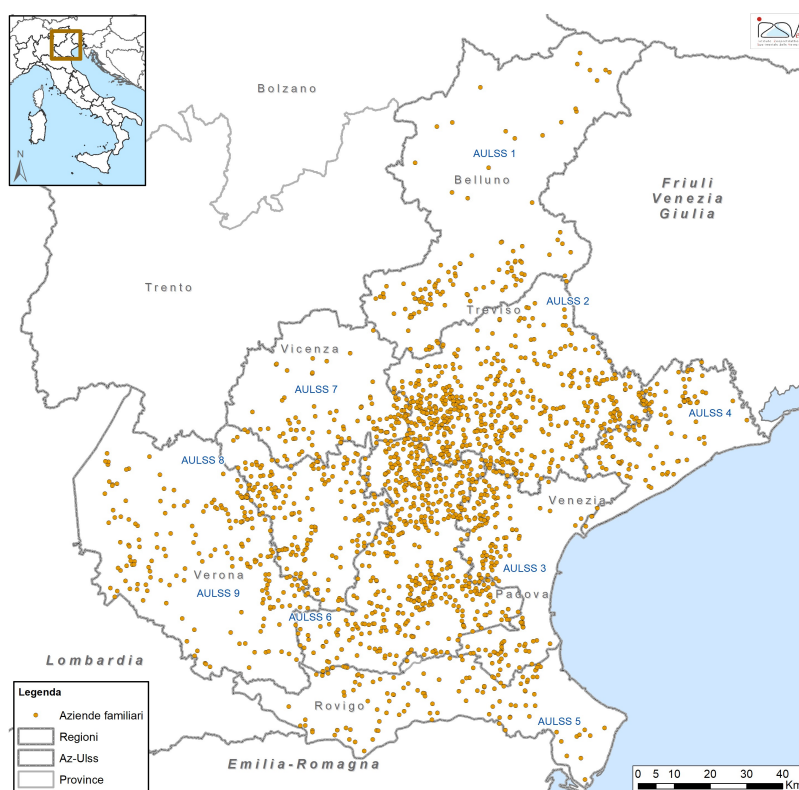 N
Bolzano
AULSS 1
Belluno
Friuli
Venezia
Giulia
Trento
AULSS 2
Treviso
Vicenza
AULSS 7
AULSS 4
AULSS 8
Venezia
AULSS 3
Verona
Padova
AULSS 9
AULSS 6
Lombardia
Legenda
Aziende familiari
Regioni
Az-Ulss
Province
Rovigo
AULSS 5
Emilia-Romagna
0 5 10 20 30 40
Km